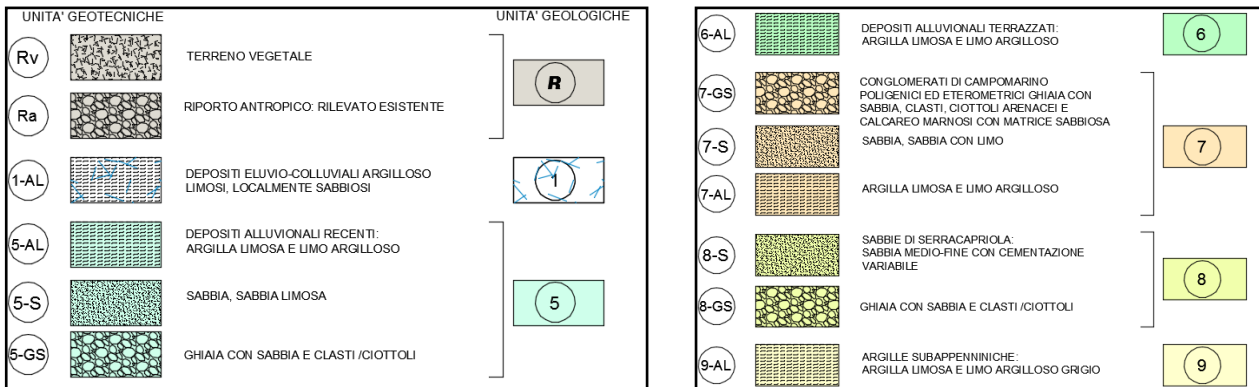 UNITA' GEOTECNICHE
UNITA' GEOLOGICHE
Rv
TERRENO VEGETALE
R
Ra
RIPORTO ANTROPICO: RILEVATO ESISTENTE
1-AL
DEPOSITI ELUVIO-COLLUVIALI ARGILLOSO
LIMOSI, LOCALMENTE SABBIOSI
1
5-AL
DEPOSITI ALLUVIONALI RECENTI:
ARGILLA LIMOSA E LIMO ARGILLOSO
5-S
SABBIA, SABBIA LIMOSA
5
5-GS
GHIAIA CON SABBIA E CLASTI /CIOTTOLI
6-AL
DEPOSITI ALLUVIONALI TERRAZZATI:
ARGILLA LIMOSA E LIMO ARGILLOSO
6
7-GS
CONGLOMERATI DI CAMPOMARINO
POLIGENICI ED ETEROMETRICI GHIAIA CON
SABBIA, CLASTI, CIOTTOLI ARENACEI E
CALCAREO MARNOSI CON MATRICE SABBIOSA
7-S
SABBIA, SABBIA CON LIMO
7
7-AL
ARGILLA LIMOSA E LIMO ARGILLOSO
8-S
SABBIE DI SERRACAPRIOLA:
SABBIA MEDIO-FINE CON CEMENTAZIONE
VARIABILE
8
8-GS
GHIAIA CON SABBIA E CLASTI /CIOTTOLI
9-AL
ARGILLE SUBAPPENNINICHE:
ARGILLA LIMOSA E LIMO ARGILLOSO GRIGIO
9